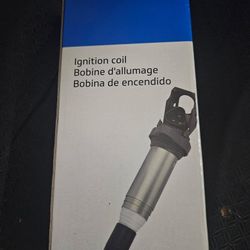 Ignition coil
Bobine d'allumage
Bobina de encendido